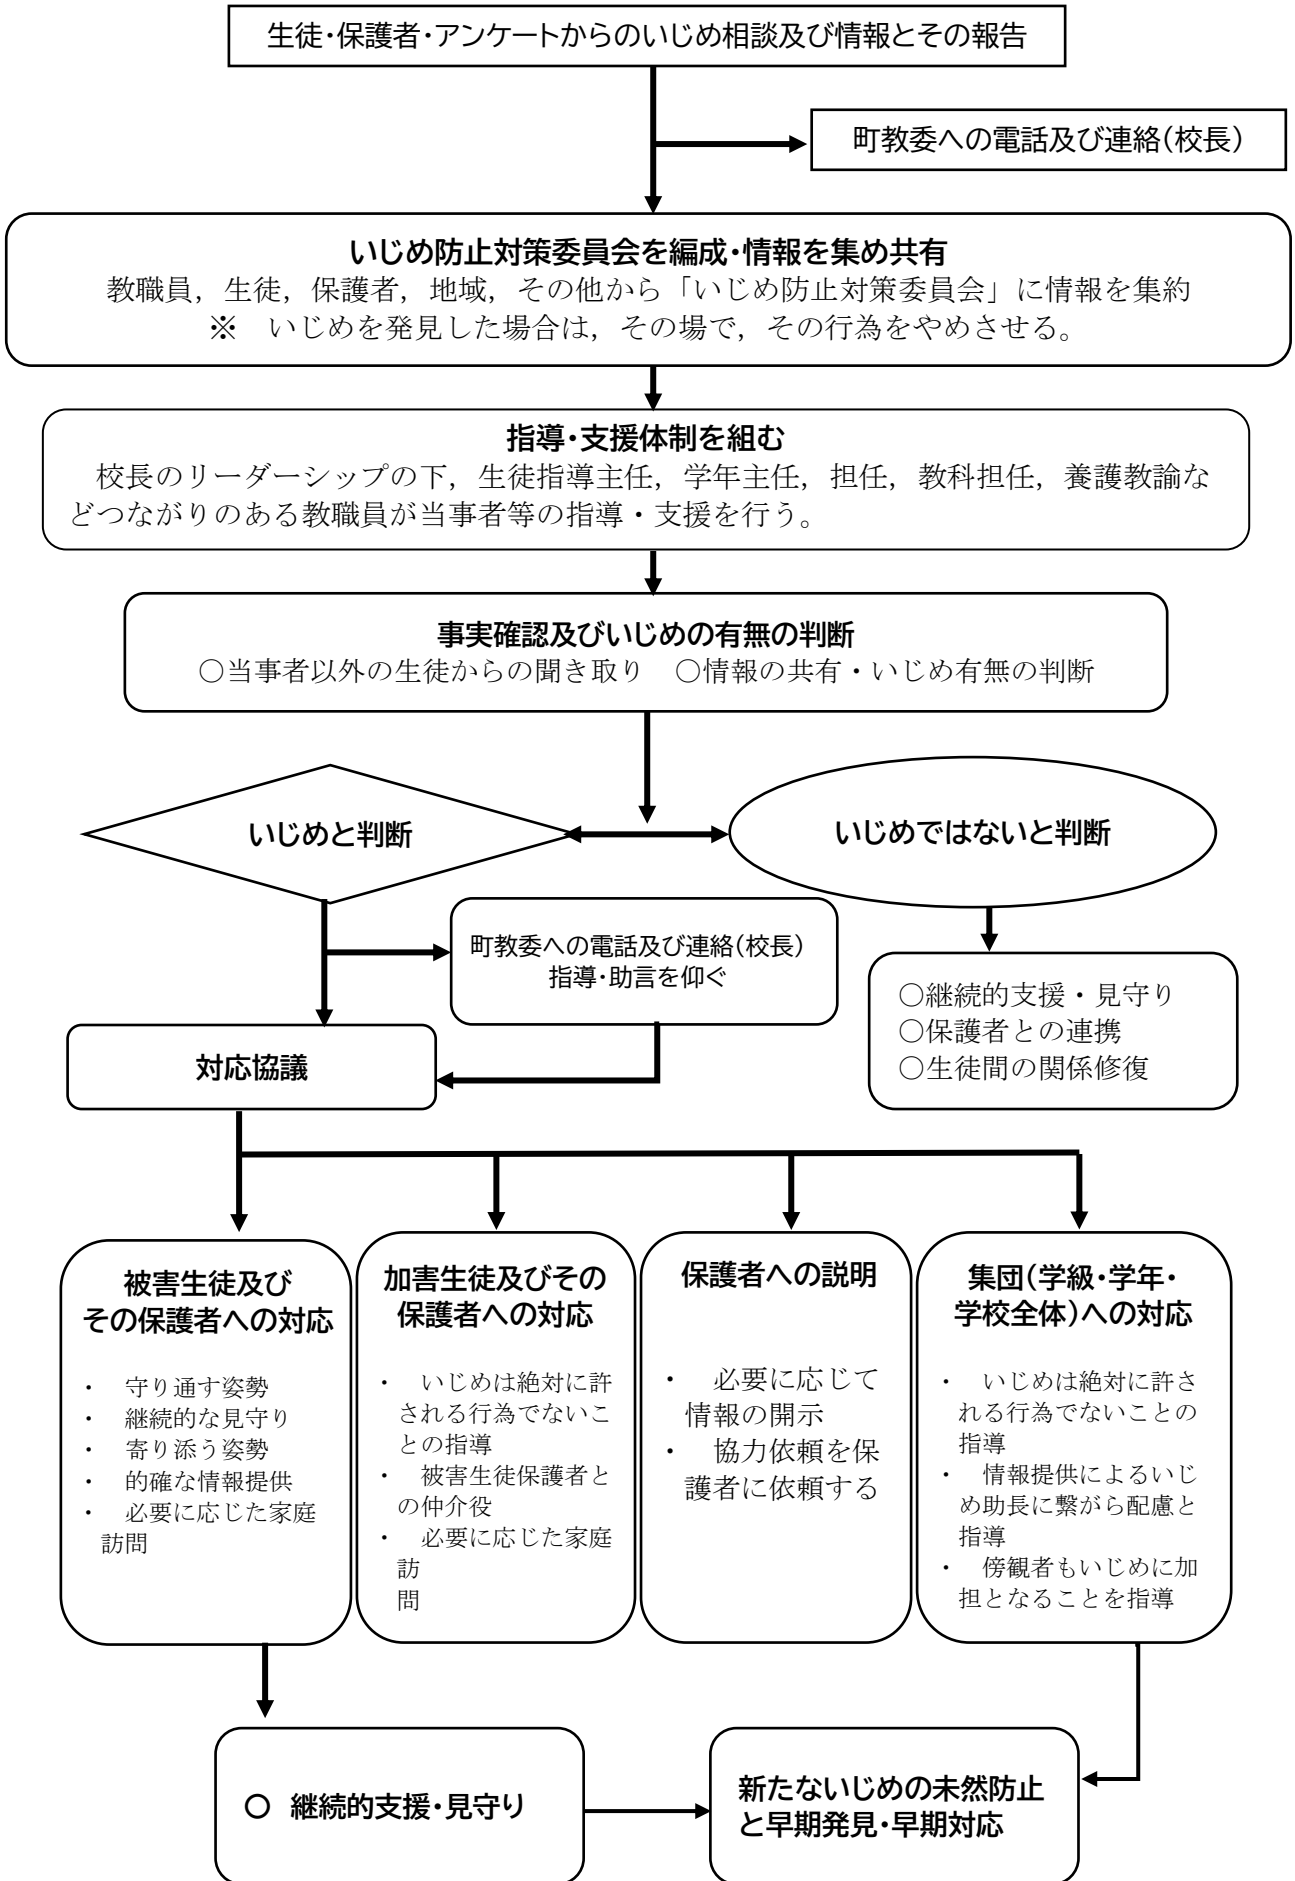 生徒・保護者・アンケートからのいじめ相談及び情報とその報告
町教委への電話及び連絡(校長)
いじめ防止対策委員会を編成・情報を集め共有
教職員，生徒，保護者，地域，その他から「いじめ防止対策委員会」に情報を集約
※　いじめを発見した場合は，その場で，その行為をやめさせる。
指導・支援体制を組む
校長のリーダーシップの下，生徒指導主任，学年主任，担任，教科担任，養護教諭な
どつながりのある教職員が当事者等の指導・支援を行う。
事実確認及びいじめの有無の判断
○当事者以外の生徒からの聞き取り　○情報の共有・いじめ有無の判断
いじめと判断
いじめではないと判断
町教委への電話及び連絡(校長)
指導・助言を仰ぐ
○継続的支援・見守り
○保護者との連携
○生徒間の関係修復
対応協議
被害生徒及び
その保護者への対応
・　守り通す姿勢
・　継続的な見守り
・　寄り添う姿勢
・　的確な情報提供
・　必要に応じた家庭
訪問
加害生徒及びその
保護者への対応
・　いじめは絶対に許
される行為でないこ
との指導
・　被害生徒保護者と
の仲介役
・　必要に応じた家庭
訪
問
保護者への説明
・　必要に応じて
情報の開示
・　協力依頼を保
護者に依頼する
集団(学級・学年・
学校全体)への対応
・　いじめは絶対に許さ
れる行為でないことの
指導
・　情報提供によるいじ
め助長に繋がら配慮と
指導
・　傍観者もいじめに加
担となることを指導
○ 継続的支援・見守り
新たないじめの未然防止
と早期発見・早期対応